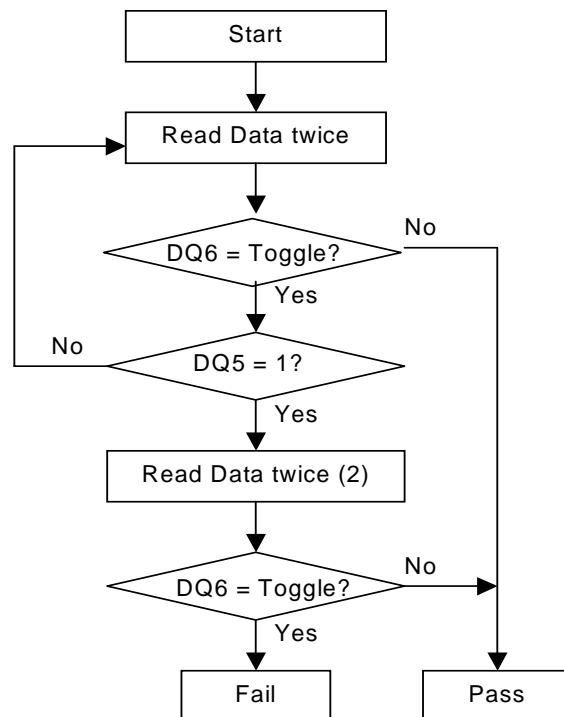 Start
Read Data twice
DQ6 = Toggle?
No
Yes
No
DQ5 = 1?
Yes
Read Data twice (2)
DQ6 = Toggle?
No
Yes
Fail
Pass